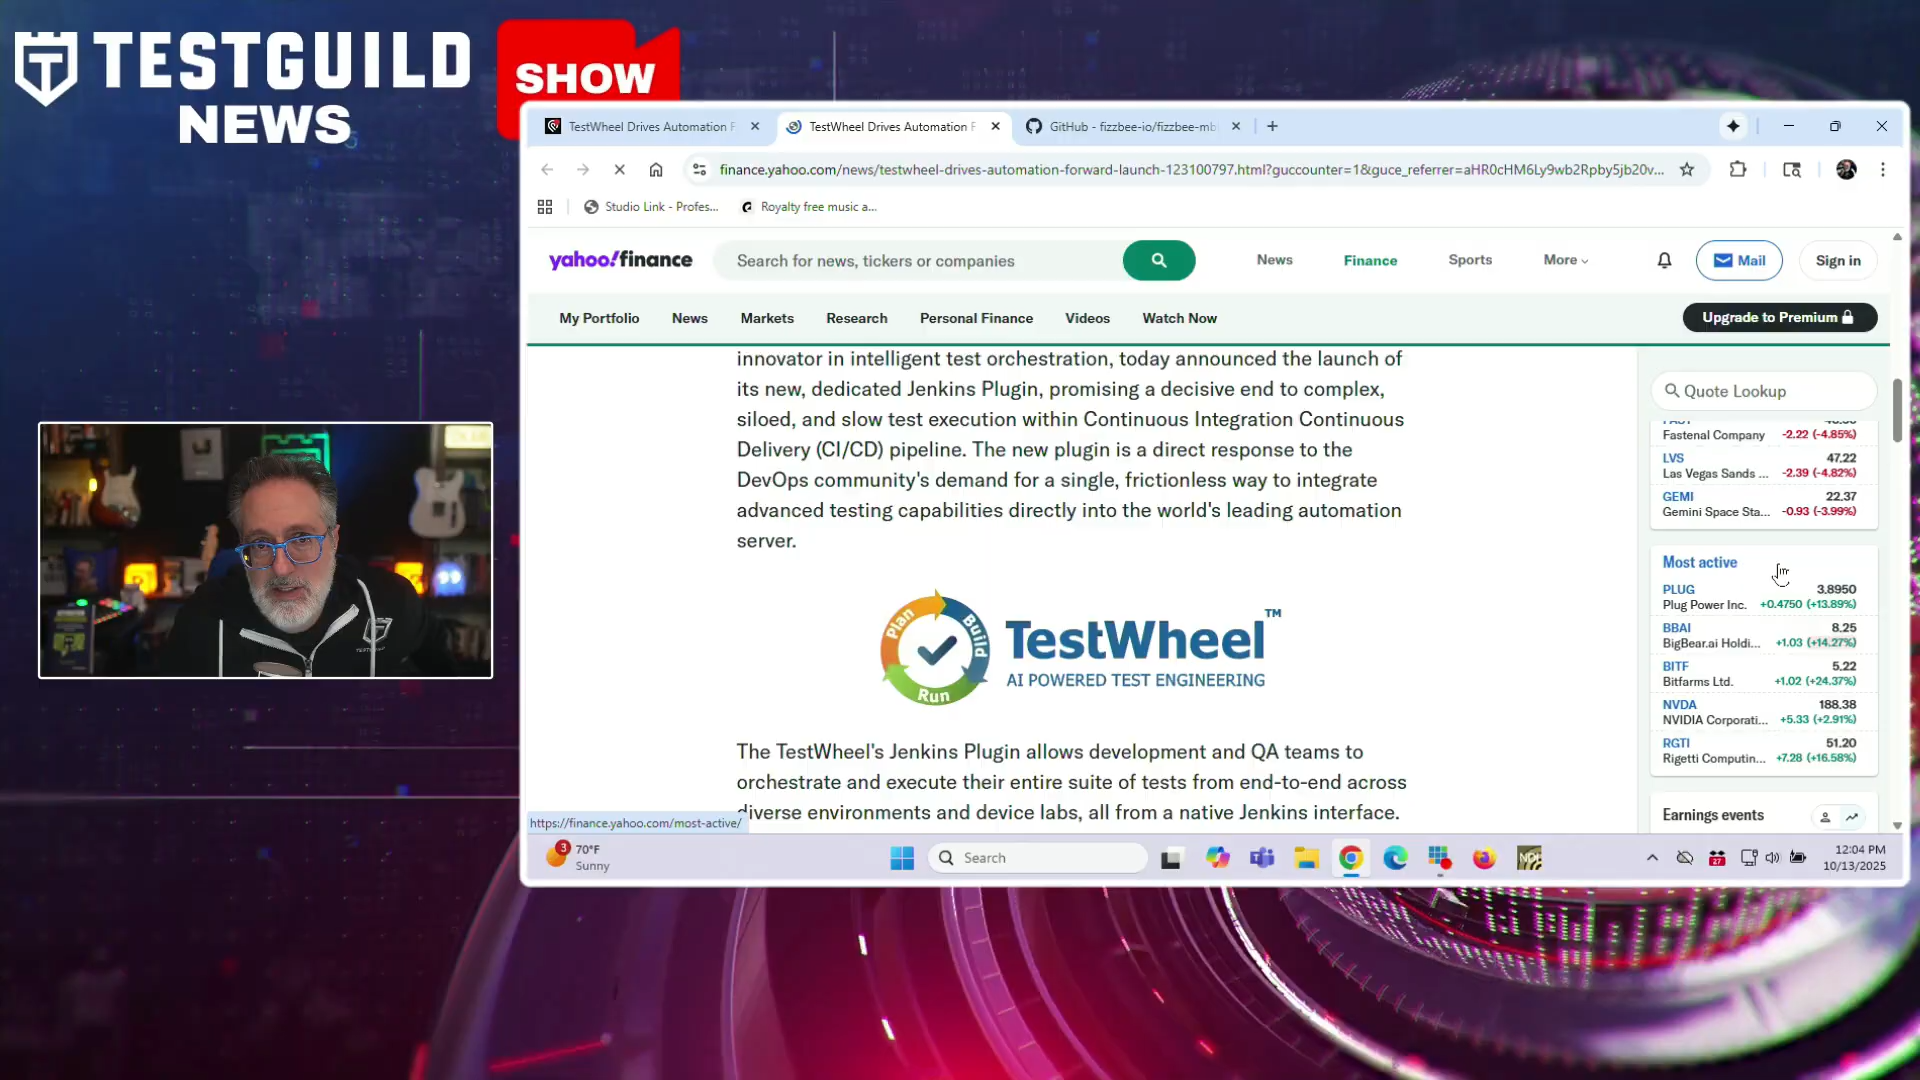 TESTGUILD
NEWS
SHOW
TestWheel Drives Automation F
TestWheel Drives Automation F
GitHub - fizzbee-io/fizzbee-mb
finance.yahoo.com/news/testwheel-drives-automation-forward-launch-123100797.html?guccounter=1&guce_referrer=aHR0cHM6Ly9wb2Rpby5jb20v...
Studio Link - Profes...
Royalty free music a...
yahoo!finance
Search for news, tickers or companies
News
Finance
Sports
More
Mail
Sign in
My Portfolio
News
Markets
Research
Personal Finance
Videos
Watch Now
Upgrade to Premium
innovator in intelligent test orchestration, today announced the launch of
its new, dedicated Jenkins Plugin, promising a decisive end to complex,
siloed, and slow test execution within Continuous Integration Continuous
Delivery (CI/CD) pipeline. The new plugin is a direct response to the
DevOps community's demand for a single, frictionless way to integrate
advanced testing capabilities directly into the world's leading automation
server.
Plan
Build
Run
TestWheel™
AI POWERED TEST ENGINEERING
The TestWheel's Jenkins Plugin allows development and QA teams to
orchestrate and execute their entire suite of tests from end-to-end across
diverse environments and device labs, all from a native Jenkins interface.
Quote Lookup
Fastenal Company -2.22 (-4.85%)
LVS 47.22
Las Vegas Sands ... -2.39 (-4.82%)
GEMI 22.37
Gemini Space Sta... -0.93 (-3.99%)
Most active
PLUG 3.8950
Plug Power Inc. +0.4750 (+13.89%)
BBAI 8.25
BigBear.ai Holdi... +1.03 (+14.27%)
BITF 5.22
Bitfarms Ltd. +1.02 (+24.37%)
NVDA 188.38
NVIDIA Corporati... +5.33 (+2.91%)
RGTI 51.20
Rigetti Computin... +7.28 (+16.58%)
Earnings events
https://finance.yahoo.com/most-active/
3
70°F
Sunny
Search
27
12:04 PM
10/13/2025